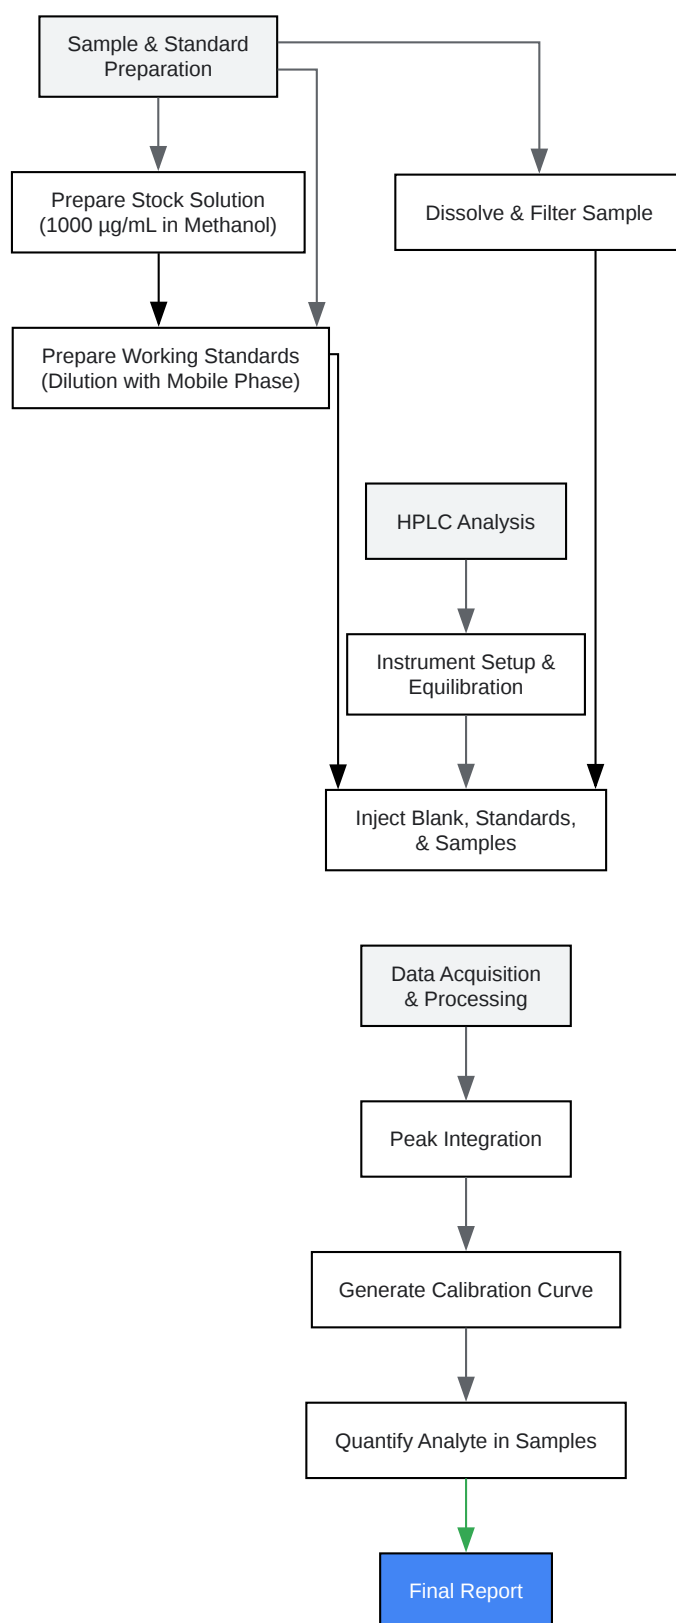 Sample & Standard
Preparation
Prepare Stock Solution
(1000 µg/mL in Methanol)
Dissolve & Filter Sample
Prepare Working Standards
(Dilution with Mobile Phase)
HPLC Analysis
Instrument Setup &
Equilibration
Inject Blank, Standards,
& Samples
Data Acquisition
& Processing
Peak Integration
Generate Calibration Curve
Quantify Analyte in Samples
Final Report